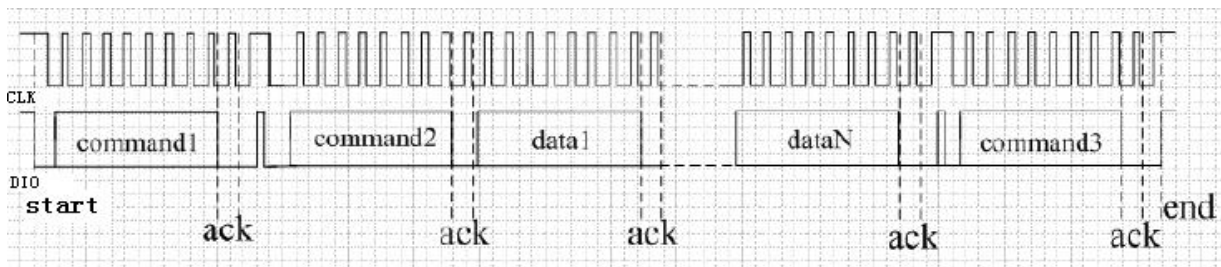 CLK
command1 command2 data1 dataN command3
DIO
start end
ack ack ack ack ack